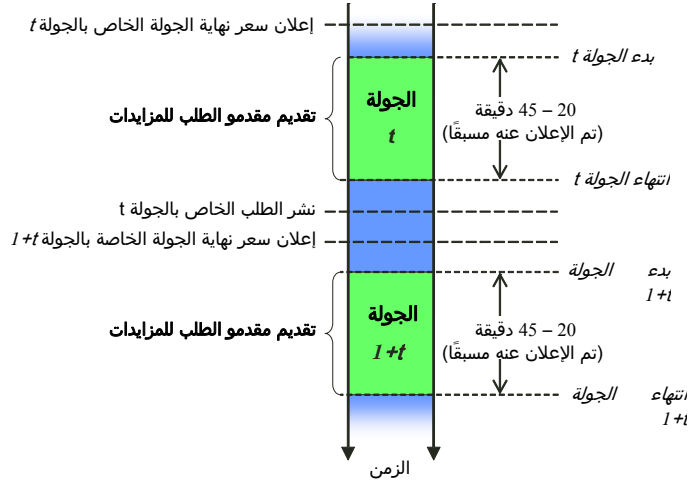 إعلان سعر نهاية الجولة الخاص بالجولة t
بدء الجولة t
الجولة
t
تقديم مقدمو الطلب للمزايدات
20 – 45 دقيقة
(تم الإعلان عنه مسبقًا)
انتهاء الجولة t
نشر الطلب الخاص بالجولة t
إعلان سعر نهاية الجولة الخاصة بالجولة t+1
بدء الجولة
t+1
الجولة
t+1
تقديم مقدمو الطلب للمزايدات
20 – 45 دقيقة
(تم الإعلان عنه مسبقًا)
انتهاء الجولة
t+1
الزمن